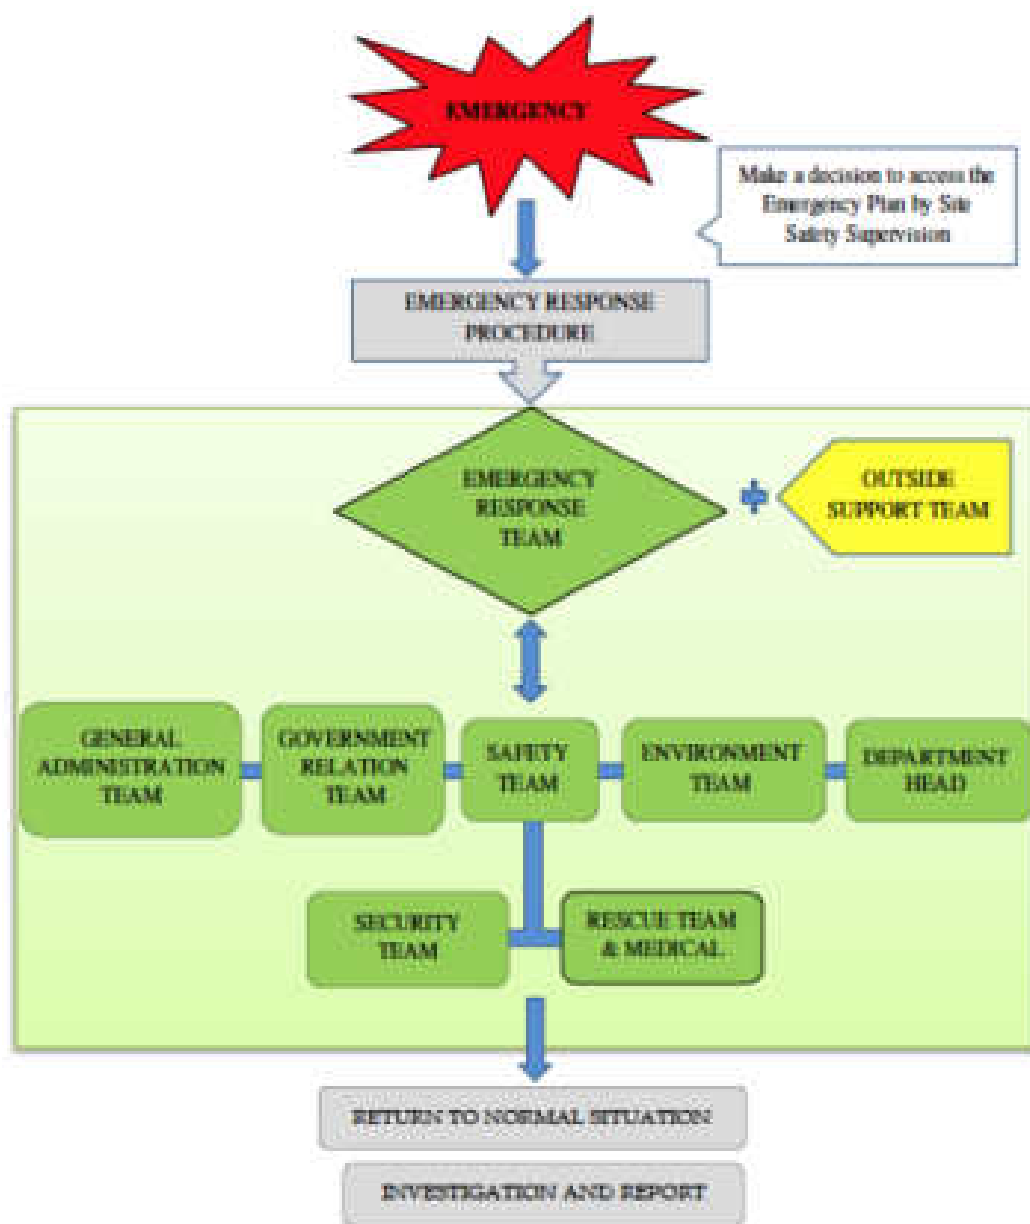 EMERGENCY
Make a decision to access the
Emergency Plan by Site
Safety Supervision
EMERGENCY RESPONSE
PROCEDURE
EMERGENCY
RESPONSE
TEAM
OUTSIDE
SUPPORT TEAM
GENERAL
ADMINISTRATION
TEAM
GOVERNMENT
RELATION
TEAM
SAFETY
TEAM
ENVIRONMENT
TEAM
DEPARTMENT
HEAD
SECURITY
TEAM
RESCUE TEAM
& MEDICAL
RETURN TO NORMAL SITUATION
INVESTIGATION AND REPORT